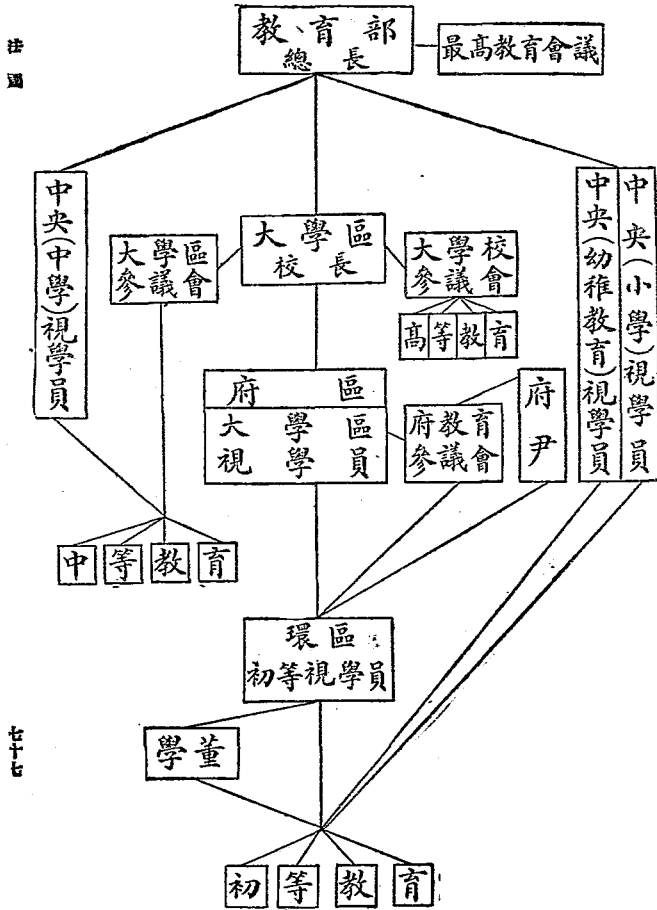 法國
教、育部
總長
最高教育會議
中央(中學)視學員
大學區
參議會
大學區
校長
大學校
參議會
高等教育
中央(幼稚教育)視學員
中央(小學)視學員
府區
大學區
視學員
府教育
參議會
府尹
中等教育
環區
初等視學員
學董
初等教育
七十七